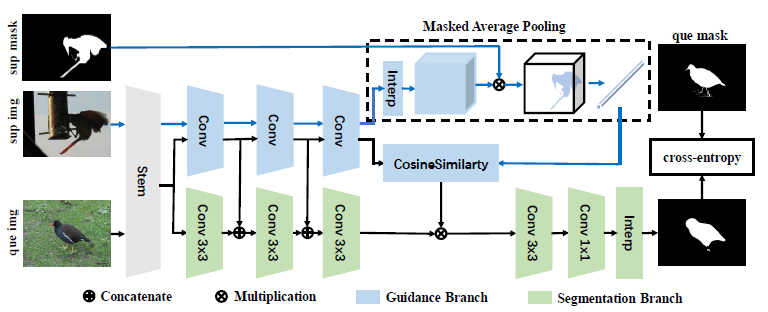 Masked Average Pooling
que mask
sup mask
Interp
sup img
Conv
Conv
Conv
Stem
CosineSimilarty
cross-entropy
que img
Conv 3x3
Conv 3x3
Conv 3x3
Conv 3x3
Conv 1x1
Interp
Concatenate
Multiplication
Guidance Branch
Segmentation Branch